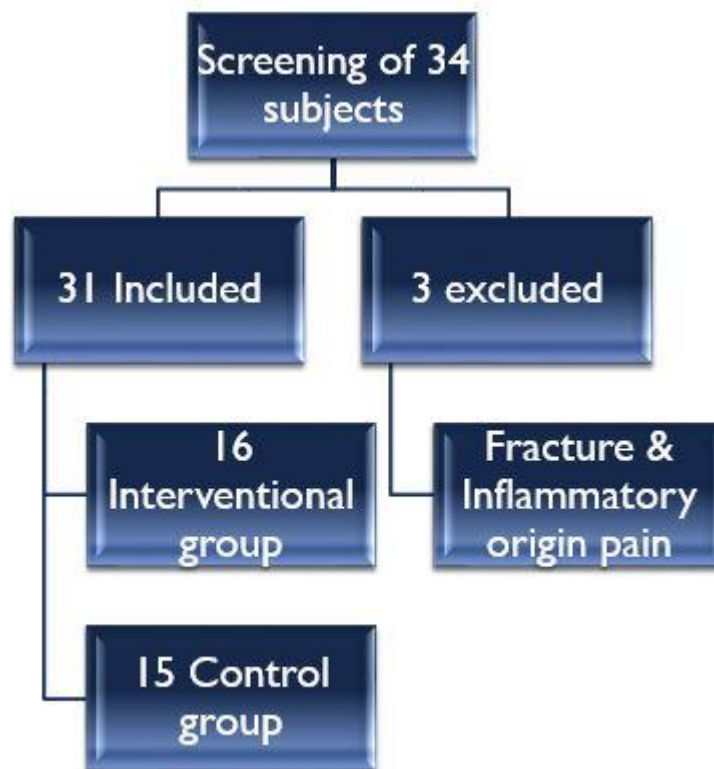 Screening of 34
subjects
31 Included
3 excluded
16
Interventional
group
Fracture &
Inflammatory
origin pain
15 Control
group